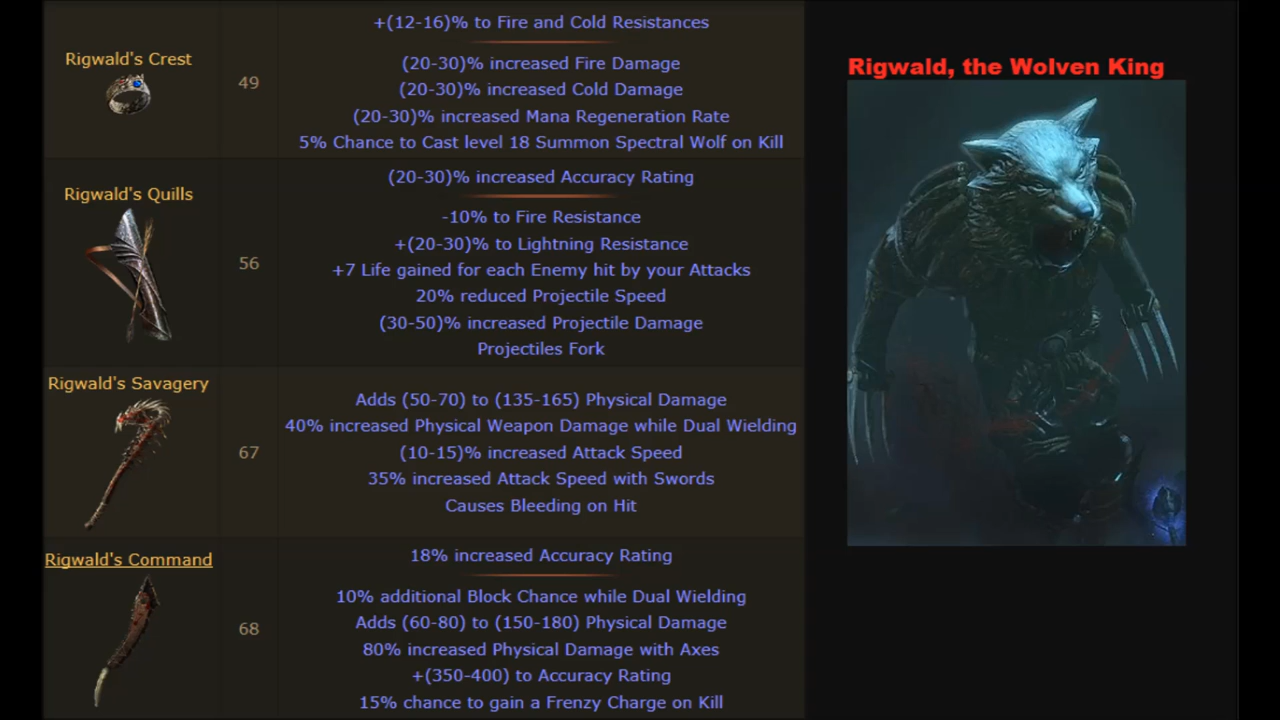 +(12-16)% to Fire and Cold Resistances
Rigwald's Crest
49
(20-30)% increased Fire Damage
(20-30)% increased Cold Damage
(20-30)% increased Mana Regeneration Rate
5% Chance to Cast level 18 Summon Spectral Wolf on Kill
Rigwald's Quills
56
(20-30)% increased Accuracy Rating
-10% to Fire Resistance
+(20-30)% to Lightning Resistance
+7 Life gained for each Enemy hit by your Attacks
20% reduced Projectile Speed
(30-50)% increased Projectile Damage
Projectiles Fork
Rigwald's Savagery
67
Adds (50-70) to (135-165) Physical Damage
40% increased Physical Weapon Damage while Dual Wielding
(10-15)% increased Attack Speed
35% increased Attack Speed with Swords
Causes Bleeding on Hit
Rigwald's Command
68
18% increased Accuracy Rating
10% additional Block Chance while Dual Wielding
Adds (60-80) to (150-180) Physical Damage
80% increased Physical Damage with Axes
+(350-400) to Accuracy Rating
15% chance to gain a Frenzy Charge on Kill
Rigwald, the Wolven King